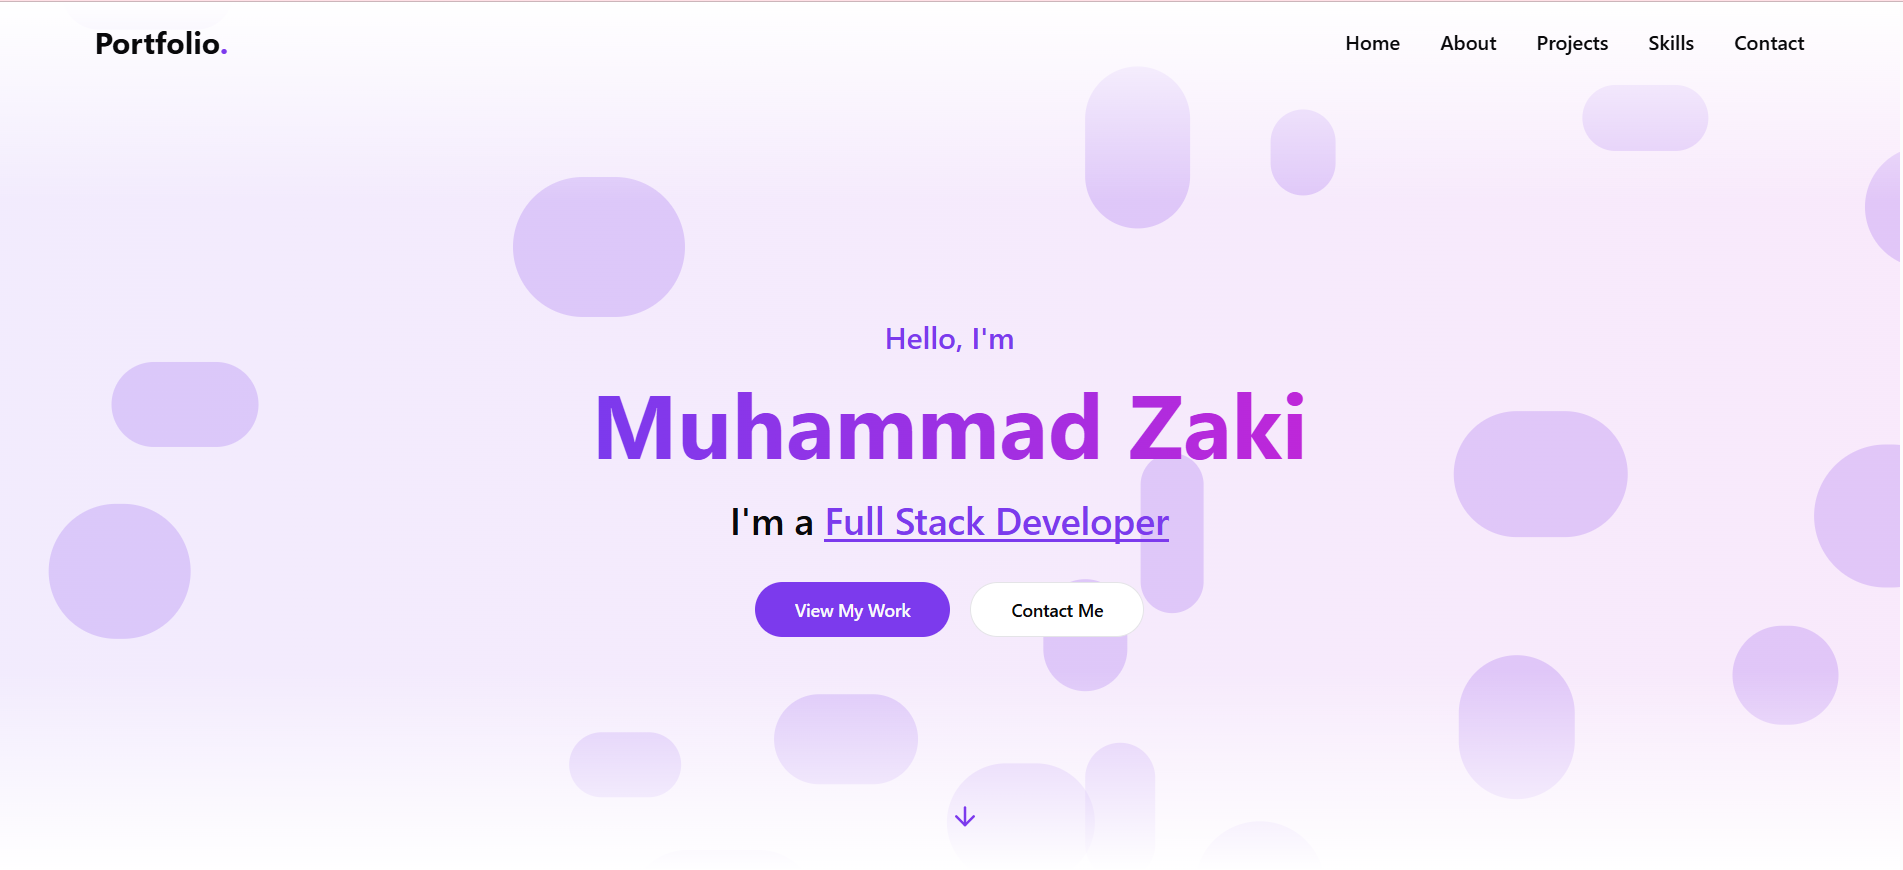 Portfolio.
Home About Projects Skills Contact
Hello, I'm
Muhammad Zaki
I'm a Full Stack Developer
View My Work
Contact Me